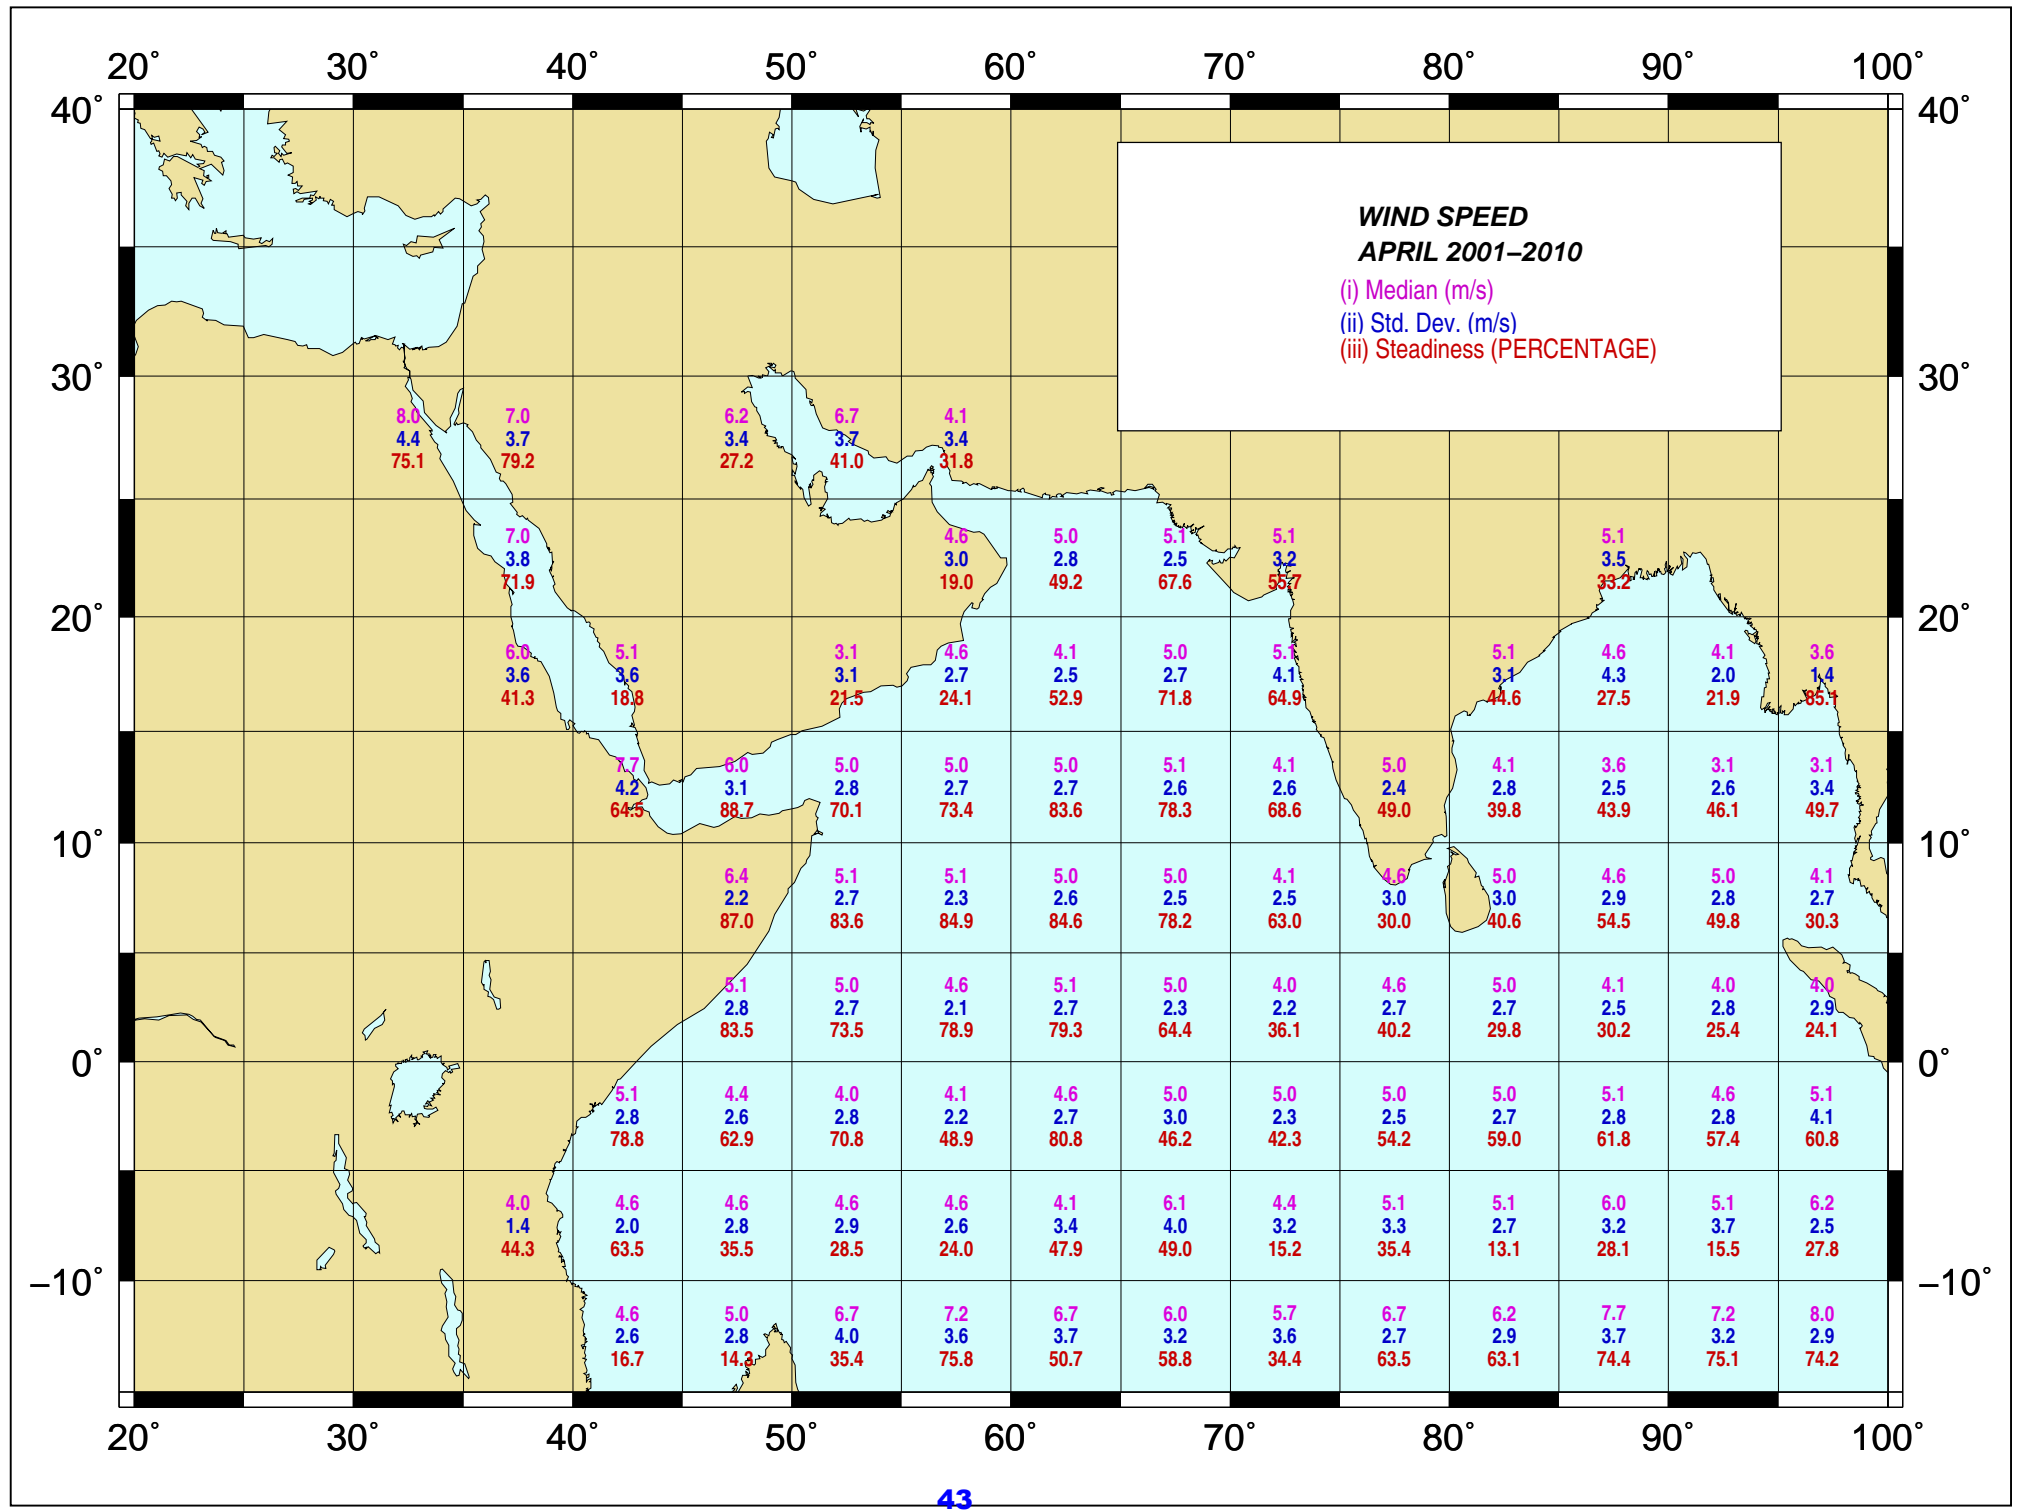 20° 30° 40° 50° 60° 70° 80° 90° 100°
40° 40°
WIND SPEED
APRIL 2001–2010
(i) Median (m/s)
(ii) Std. Dev. (m/s)
(iii) Steadiness (PERCENTAGE)
30° 30°
8.0 7.0 6.2 6.7 4.1
4.4 3.7 3.4 3.7 3.4
75.1 79.2 27.2 41.0 31.8
7.0 4.6 5.0 5.1 5.1 5.1
3.8 3.0 2.8 2.5 3.2 3.5
71.9 19.0 49.2 67.6 55.7 33.2
20° 20°
6.0 5.1 3.1 4.6 4.1 5.0 5.1 5.1 4.6 4.1 3.6
3.6 3.6 3.1 2.7 2.5 2.7 4.1 3.1 4.3 2.0 1.4
41.3 18.8 21.5 24.1 52.9 71.8 64.9 44.6 27.5 21.9 85.1
7.7 6.0 5.0 5.0 5.0 5.1 4.1 5.0 4.1 3.6 3.1 3.1
4.2 3.1 2.8 2.7 2.7 2.6 2.6 2.4 2.8 2.5 2.6 3.4
64.5 88.7 70.1 73.4 83.6 78.3 68.6 49.0 39.8 43.9 46.1 49.7
10° 10°
6.4 5.1 5.1 5.0 5.0 4.1 4.6 5.0 4.6 5.0 4.1
2.2 2.7 2.3 2.6 2.5 2.5 3.0 3.0 2.9 2.8 2.7
87.0 83.6 84.9 84.6 78.2 63.0 30.0 40.6 54.5 49.8 30.3
5.1 5.0 4.6 5.1 5.0 4.0 4.6 5.0 4.1 4.0 4.0
2.8 2.7 2.1 2.7 2.3 2.2 2.7 2.7 2.5 2.8 2.9
83.5 73.5 78.9 79.3 64.4 36.1 40.2 29.8 30.2 25.4 24.1
0° 0°
5.1 4.4 4.0 4.1 4.6 5.0 5.0 5.0 5.0 5.1 4.6 5.1
2.8 2.6 2.8 2.2 2.7 3.0 2.3 2.5 2.7 2.8 2.8 4.1
78.8 62.9 70.8 48.9 80.8 46.2 42.3 54.2 59.0 61.8 57.4 60.8
4.0 4.6 4.6 4.6 4.6 4.1 6.1 4.4 5.1 5.1 6.0 5.1 6.2
1.4 2.0 2.8 2.9 2.6 3.4 4.0 3.2 3.3 2.7 3.2 3.7 2.5
44.3 63.5 35.5 28.5 24.0 47.9 49.0 15.2 35.4 13.1 28.1 15.5 27.8
–10° –10°
4.6 5.0 6.7 7.2 6.7 6.0 5.7 6.7 6.2 7.7 7.2 8.0
2.6 2.8 4.0 3.6 3.7 3.2 3.6 2.7 2.9 3.7 3.2 2.9
16.7 14.3 35.4 75.8 50.7 58.8 34.4 63.5 63.1 74.4 75.1 74.2
20° 30° 40° 50° 60° 70° 80° 90° 100°
43